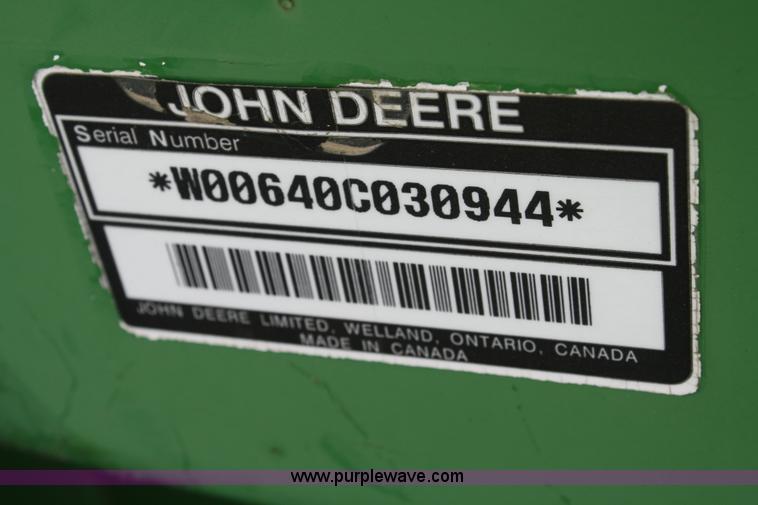 JOHN DEERE
Serial Number
*W00640C030944*
JOHN DEERE LIMITED, WELLAND, ONTARIO, CANADA
MADE IN CANADA
www.purplewave.com